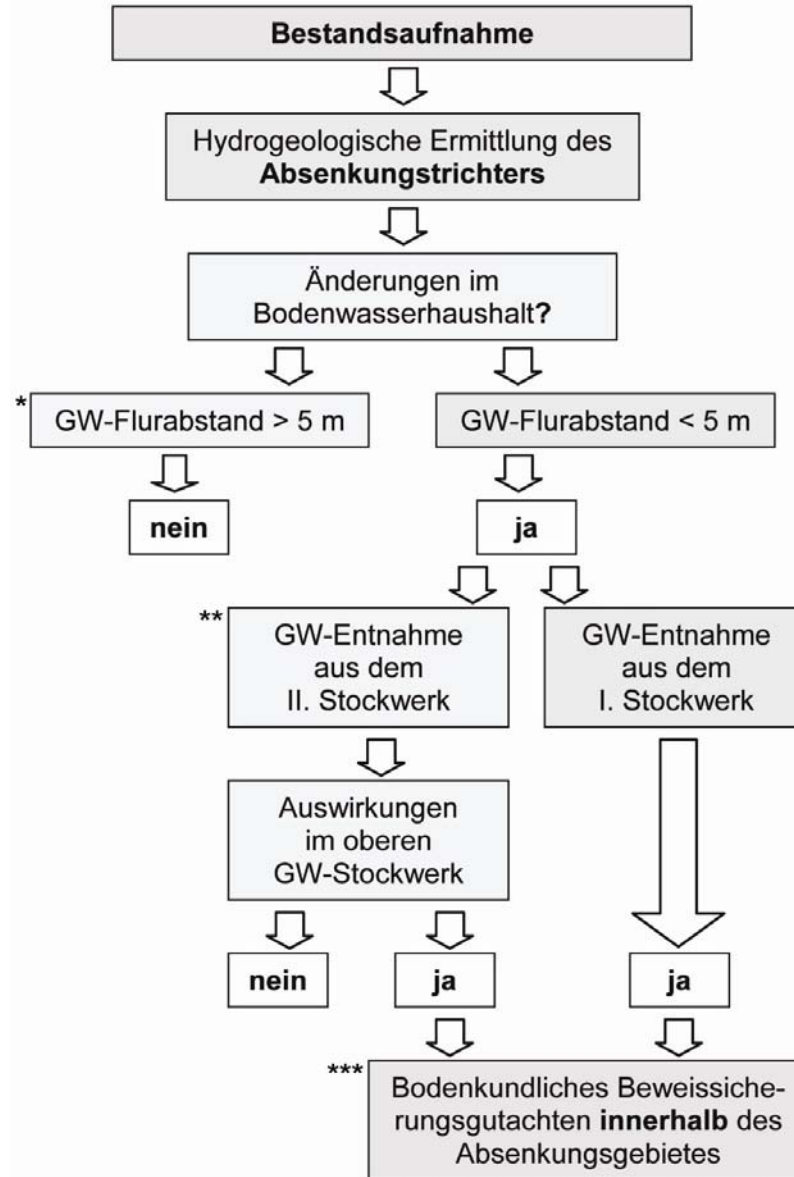 Bestandsaufnahme
Hydrogeologische Ermittlung des
Absenkungstrichters
Änderungen im
Bodenwasserhaushalt?
* GW-Flurabstand > 5 m
GW-Flurabstand < 5 m
nein
ja
** GW-Entnahme
aus dem
II. Stockwerk
GW-Entnahme
aus dem
I. Stockwerk
Auswirkungen
im oberen
GW-Stockwerk
nein
ja
ja
*** Bodenkundliches Beweissiche-
rungsgutachten innerhalb des
Absenkungsgebietes